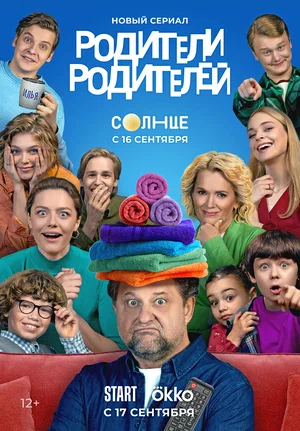 НОВЫЙ СЕРИАЛ
РОДИТЕЛИ
РОДИТЕЛЕЙ
ИЛЬЯ
СОЛНЦЕ
С 16 СЕНТЯБРЯ
START okko
12+
С 17 СЕНТЯБРЯ